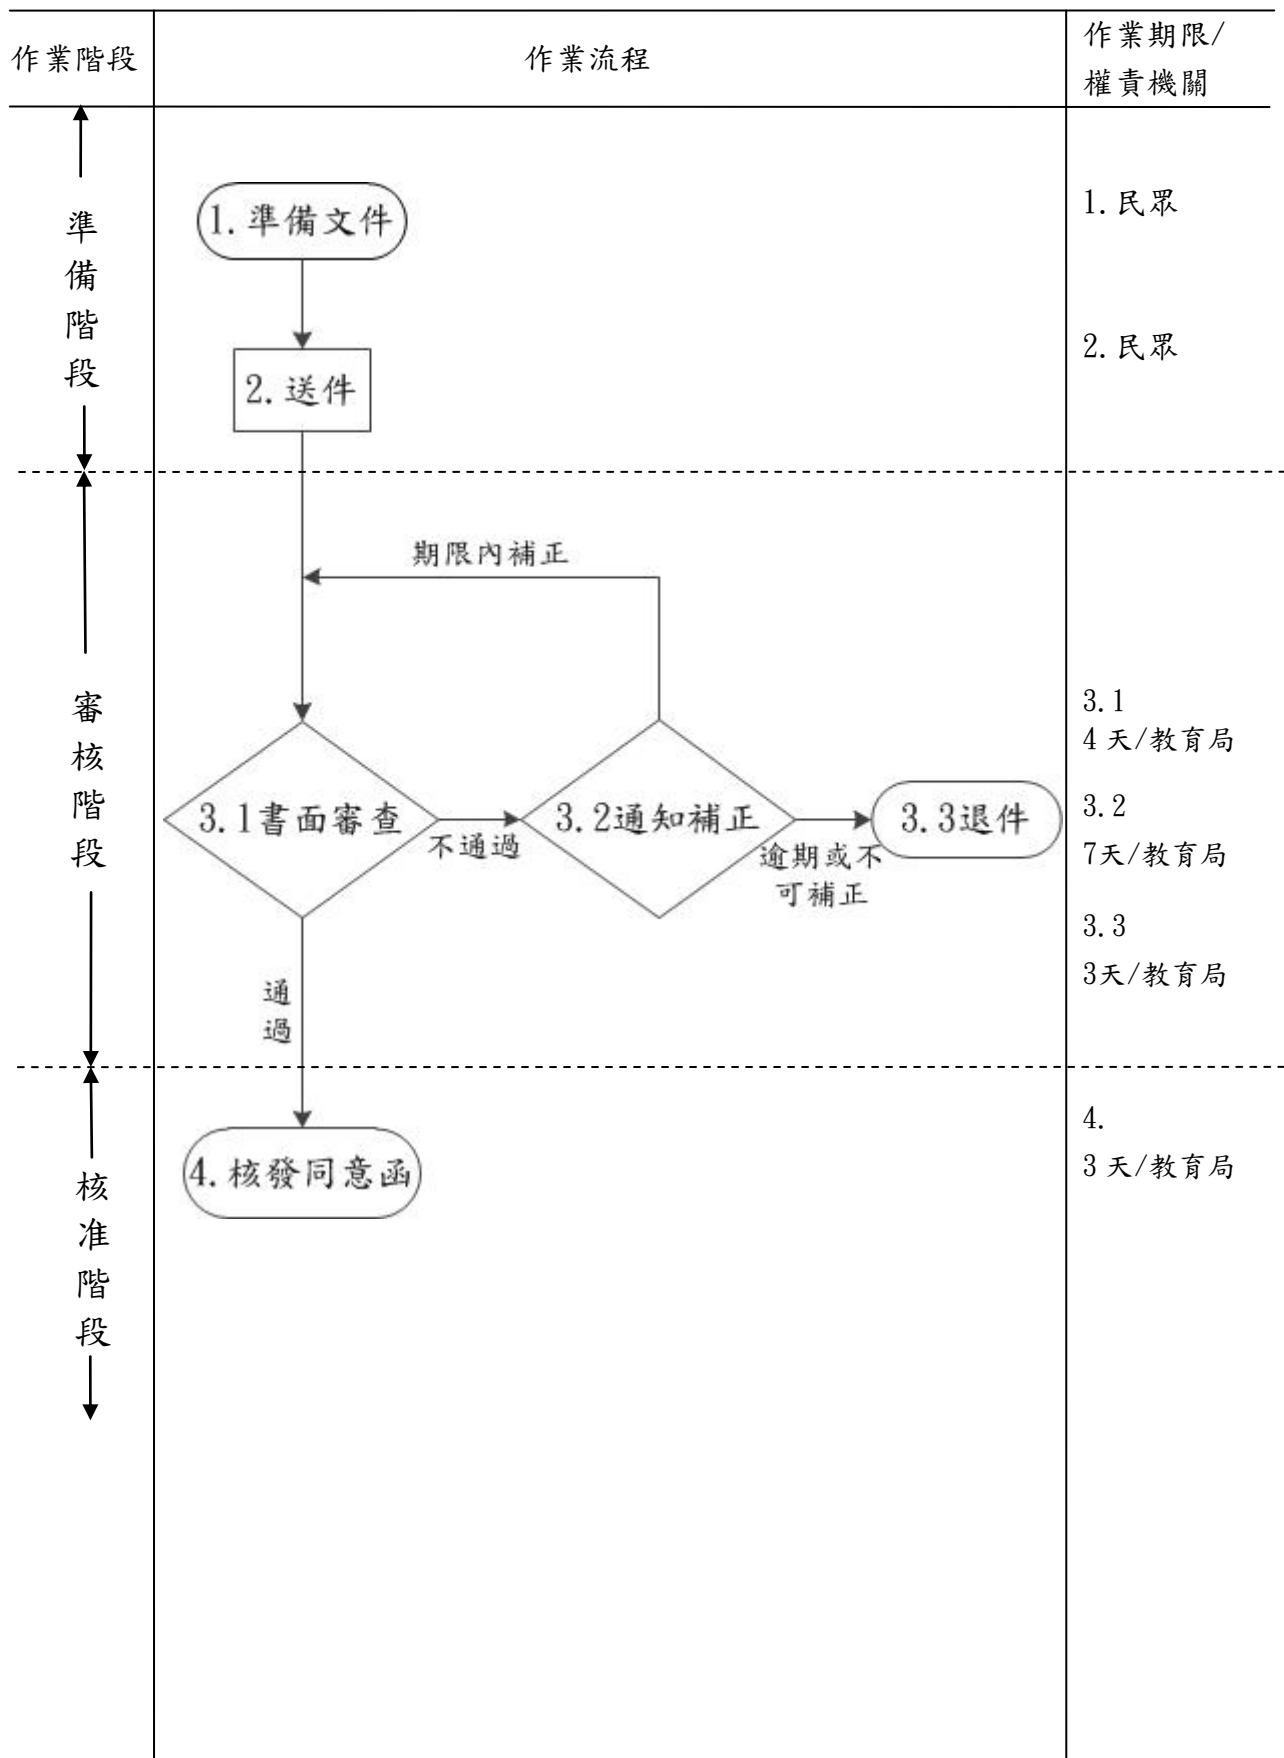 作業階段
作業流程
作業期限/
權責機關
準備階段
1.準備文件
1.民眾
2.送件
2.民眾
審核階段
期限內補正
3.1書面審查
不通過
3.2通知補正
逾期或不
可補正
3.3退件
通過
3.1
4 天/教育局
3.2
7天/教育局
3.3
3天/教育局
核准階段
4.核發同意函
4.
3 天/教育局